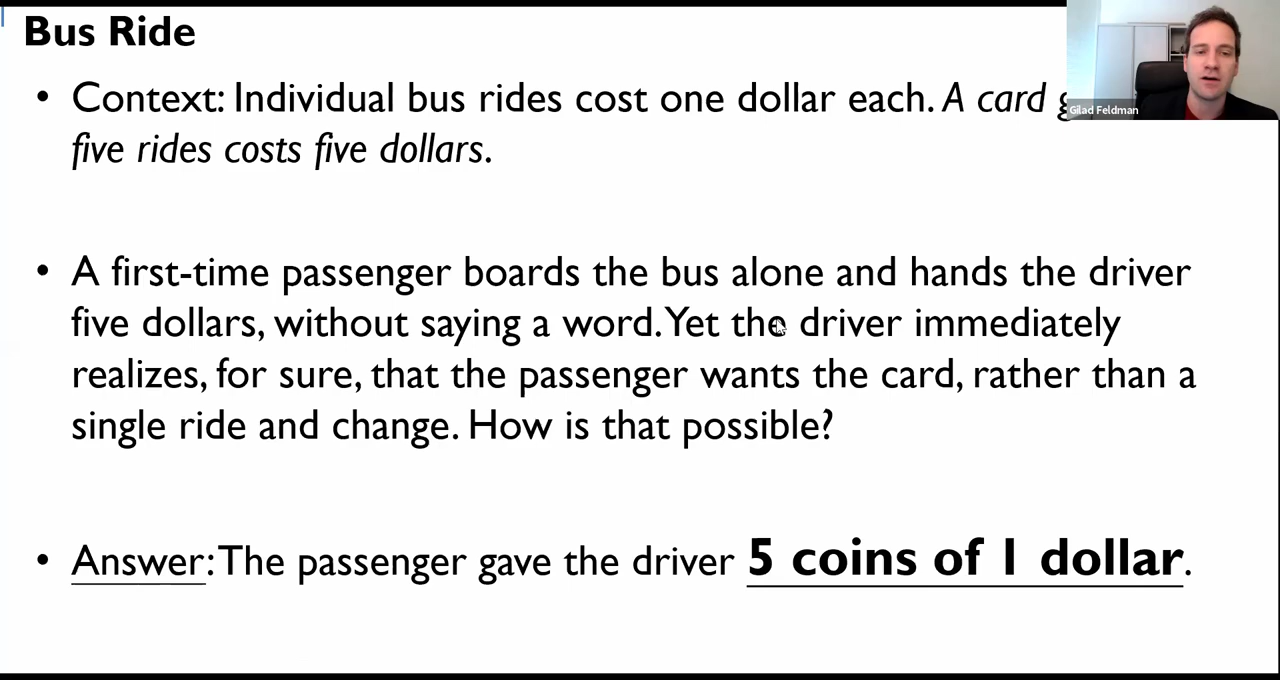 Bus Ride
• Context: Individual bus rides cost one dollar each. A card
five rides costs five dollars.
• A first-time passenger boards the bus alone and hands the driver
five dollars, without saying a word. Yet the driver immediately
realizes, for sure, that the passenger wants the card, rather than a
single ride and change. How is that possible?
• Answer: The passenger gave the driver 5 coins of 1 dollar.
Gilad Feldman